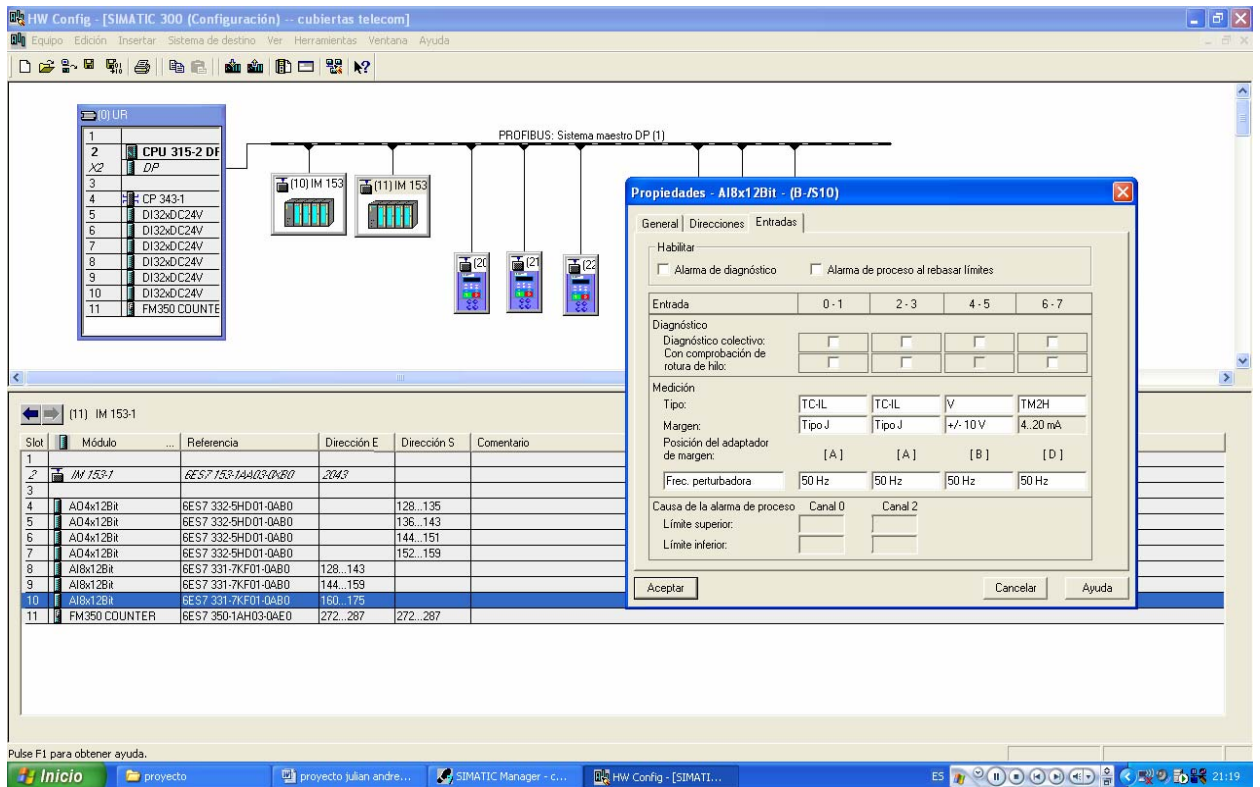 HW Config - [SIMATIC 300 (Configuración) -- cubiertas telecom]
Equipo Edición Insertar Sistema de destino Ver Herramientas Ventana Ayuda
(0) UR
1
2 CPU 315-2 DP
X2 DP
3
4 CP 343-1
5 DI32xDC24V
6 DI32xDC24V
7 DI32xDC24V
8 DI32xDC24V
9 DI32xDC24V
10 DI32xDC24V
11 FM350 COUNTE
PROFIBUS: Sistema maestro DP (1)
(10) IM 153
(11) IM 153
(20
(21
(22
Propiedades - AI8x12Bit - (B-/S10)
General Direcciones Entradas
Habilitar
Alarma de diagnóstico Alarma de proceso al rebasar límites
Entrada 0 - 1 2 - 3 4 - 5 6 - 7
Diagnóstico
Diagnóstico colectivo:
Con comprobación de
rotura de hilo:
Medición
Tipo: TC-IL TC-IL V TM2H
Margen: Tipo J Tipo J +/- 10 V 4..20 mA
Posición del adaptador
de margen: [ A ] [ A ] [ B ] [ D ]
Frec. perturbadora 50 Hz 50 Hz 50 Hz 50 Hz
Causa de la alarma de proceso Canal 0 Canal 2
Límite superior:
Límite inferior:
Aceptar Cancelar Ayuda
(11) IM 153-1
Slot Módulo ... Referencia Dirección E Dirección S Comentario
1
2 IM 153-1 6ES7 153-1AA03-0XB0 2043
3
4 AO4x12Bit 6ES7 332-5HD01-0AB0 128...135
5 AO4x12Bit 6ES7 332-5HD01-0AB0 136...143
6 AO4x12Bit 6ES7 332-5HD01-0AB0 144...151
7 AO4x12Bit 6ES7 332-5HD01-0AB0 152...159
8 AI8x12Bit 6ES7 331-7KF01-0AB0 128...143
9 AI8x12Bit 6ES7 331-7KF01-0AB0 144...159
10 AI8x12Bit 6ES7 331-7KF01-0AB0 160...175
11 FM350 COUNTER 6ES7 350-1AH03-0AE0 272...287 272...287
Pulse F1 para obtener ayuda.
Inicio proyecto proyecto julian andre... SIMATIC Manager - c... HW Config - [SIMATI... ES 21:19